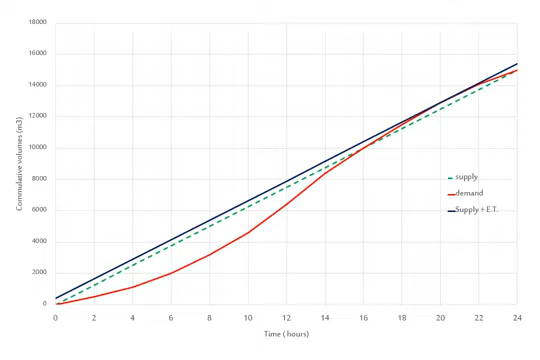 18000
16000
14000
12000
10000
8000
6000
4000
2000
0
Commulative volumes (m3)
0 2 4 6 8 10 12 14 16 18 20 22 24
Time ( hours)
supply
demand
Supply + E.T.